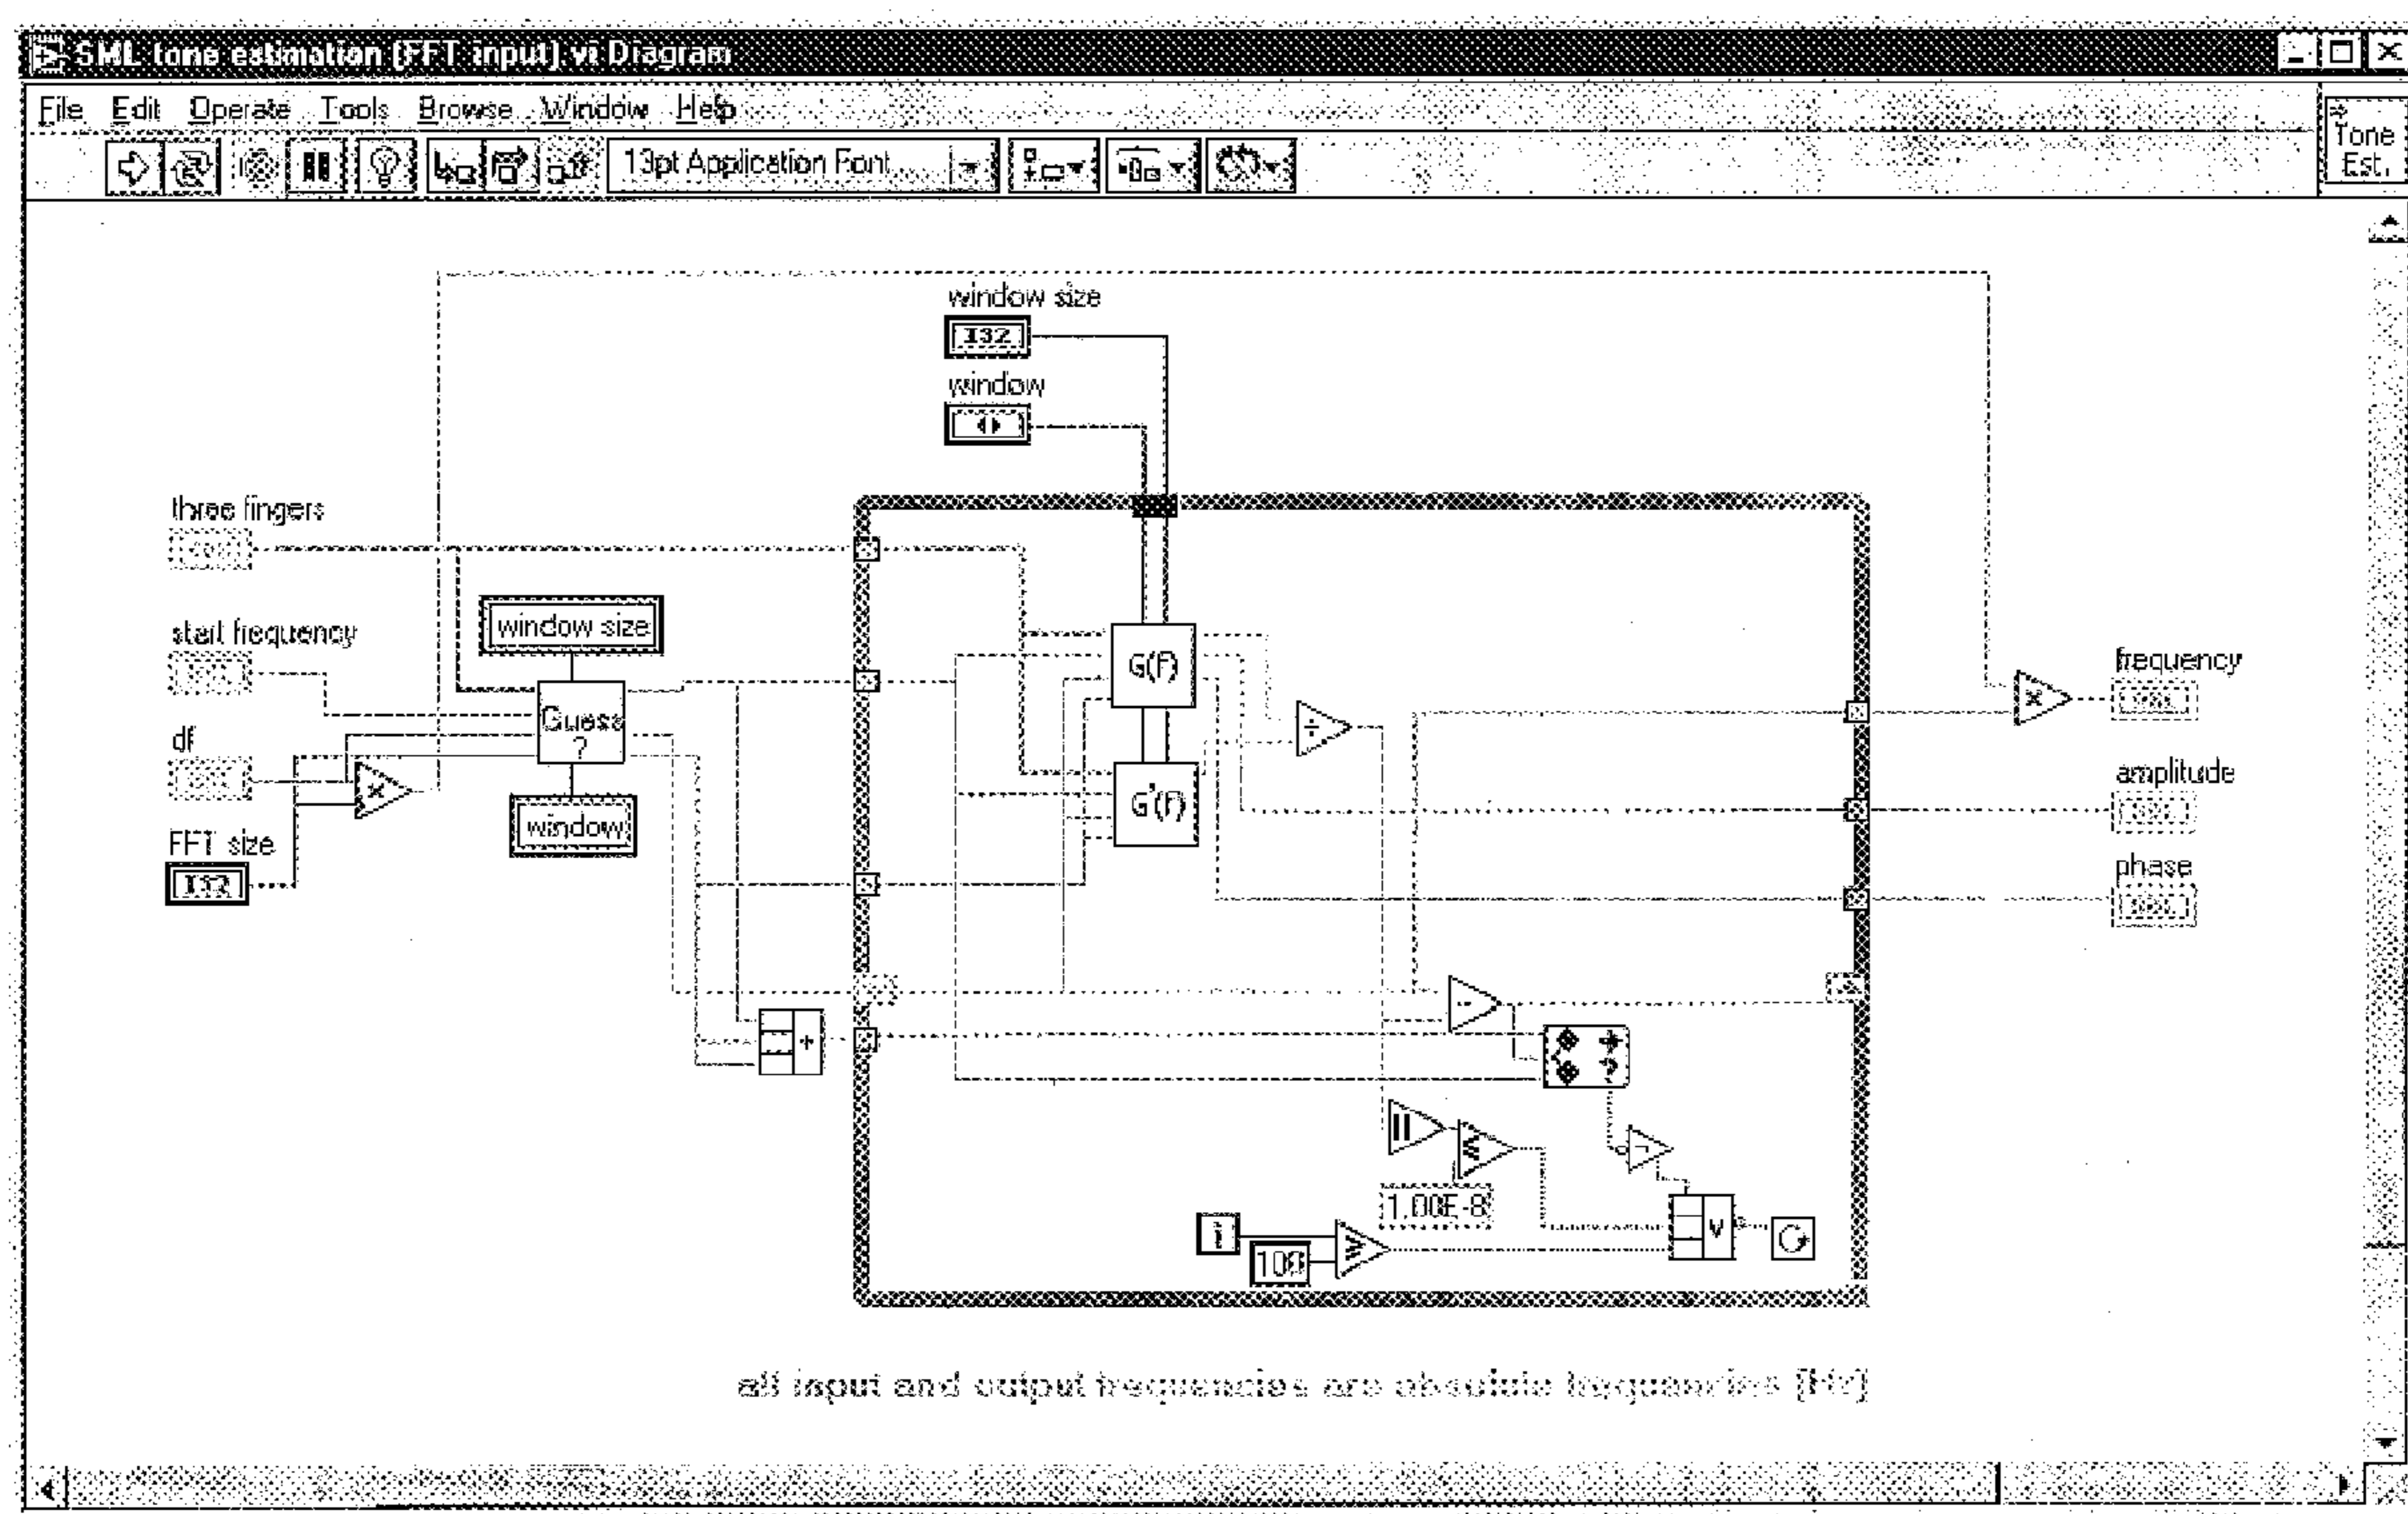 SML tone estimation (FFT input).vi Diagram
File Edit Operate Tools Browse Window Help
13pt Application Font
Tone
Est.
window size
I32
window
three fingers
start frequency
window size
Guess
?
df
window
FFT size
I32
G(f)
G'(f)
frequency
amplitude
phase
1.00E-8
i
100
all input and output frequencies are absolute frequencies [Hz]